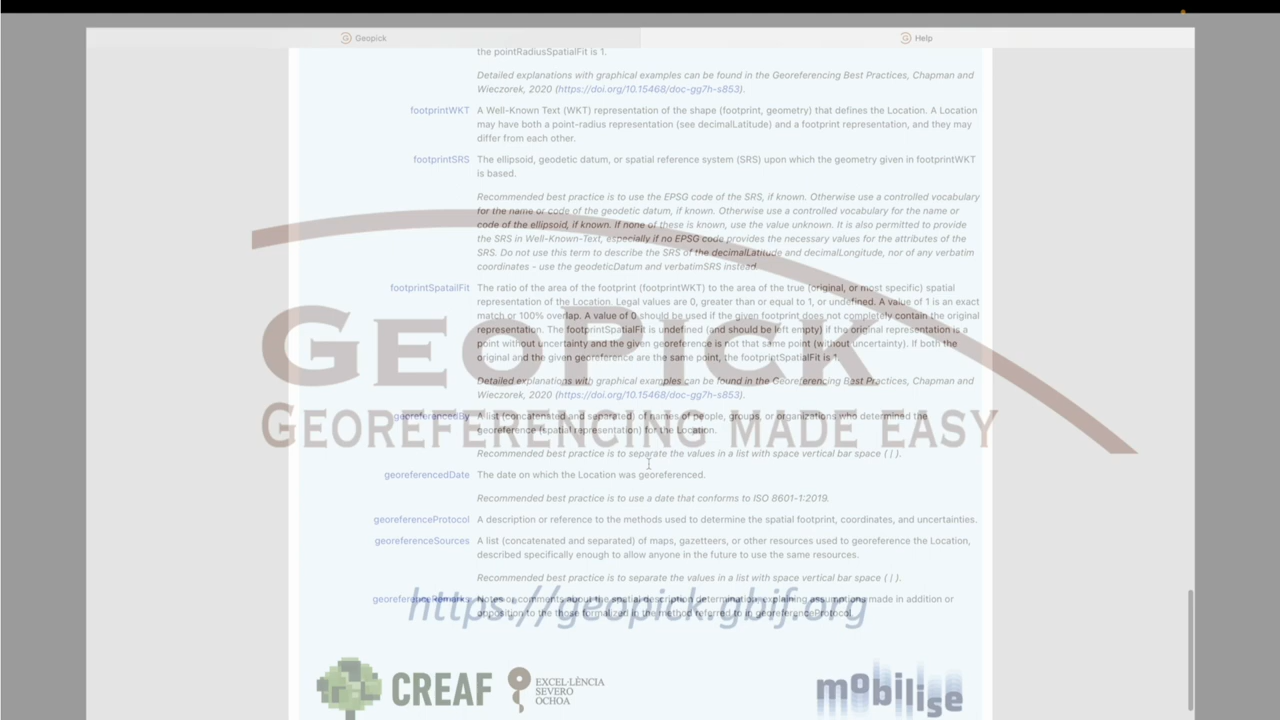 Geopick
Help
the pointRadiusSpatialFit is 1.
Detailed explanations with graphical examples can be found in the Georeferencing Best Practices, Chapman and
Wieczorek, 2020 (https://doi.org/10.15468/doc-gg7h-s853).
footprintWKT A Well-Known Text (WKT) representation of the shape (footprint, geometry) that defines the Location. A Location
may have both a point-radius representation (see decimalLatitude) and a footprint representation, and they may
differ from each other.
footprintSRS The ellipsoid, geodetic datum, or spatial reference system (SRS) upon which the geometry given in footprintWKT
is based.
Recommended best practice is to use the EPSG code of the SRS, if known. Otherwise use a controlled vocabulary
for the name or code of the geodetic datum, if known. Otherwise use a controlled vocabulary for the name or
code of the ellipsoid, if known. If none of these is known, use the value unknown. It is also permitted to provide
the SRS in Well-Known-Text, especially if no EPSG code provides the necessary values for the attributes of the
SRS. Do not use this term to describe the SRS of the decimalLatitude and decimalLongitude, nor of any verbatim
coordinates - use the geodeticDatum and verbatimSRS instead.
footprintSpatailFit The ratio of the area of the footprint (footprintWKT) to the area of the true (original, or most specific) spatial
representation of the Location. Legal values are 0, greater than or equal to 1, or undefined. A value of 1 is an exact
match or 100% overlap. A value of 0 should be used if the given footprint does not completely contain the original
representation. The footprintSpatialFit is undefined (and should be left empty) if the original representation is a
point without uncertainty and the given georeference is not that same point (without uncertainty). If both the
original and the given georeference are the same point, the footprintSpatialFit is 1.
GEOPICK
Detailed explanations with graphical examples can be found in the Georeferencing Best Practices, Chapman and
Wieczorek, 2020 (https://doi.org/10.15468/doc-gg7h-s853).
georeferencedBy A list (concatenated and separated) of names of people, groups, or organizations who determined the
georeference (spatial representation) for the Location.
GEOREFERENCING MADE EASY
Recommended best practice is to separate the values in a list with space vertical bar space ( | ).
georeferencedDate The date on which the Location was georeferenced.
Recommended best practice is to use a date that conforms to ISO 8601-1:2019.
georeferenceProtocol A description or reference to the methods used to determine the spatial footprint, coordinates, and uncertainties.
georeferenceSources A list (concatenated and separated) of maps, gazetteers, or other resources used to georeference the Location,
described specifically enough to allow anyone in the future to use the same resources.
Recommended best practice is to separate the values in a list with space vertical bar space ( | ).
georeferenceRemarks Notes or comments about the spatial description determination, explaining assumptions made in addition or
opposition to the those formalized in the method referred to in georeferenceProtocol.
https://geopick.gbif.org
CREAF
EXCEL·LÈNCIA
SEVERO
OCHOA
mobilise